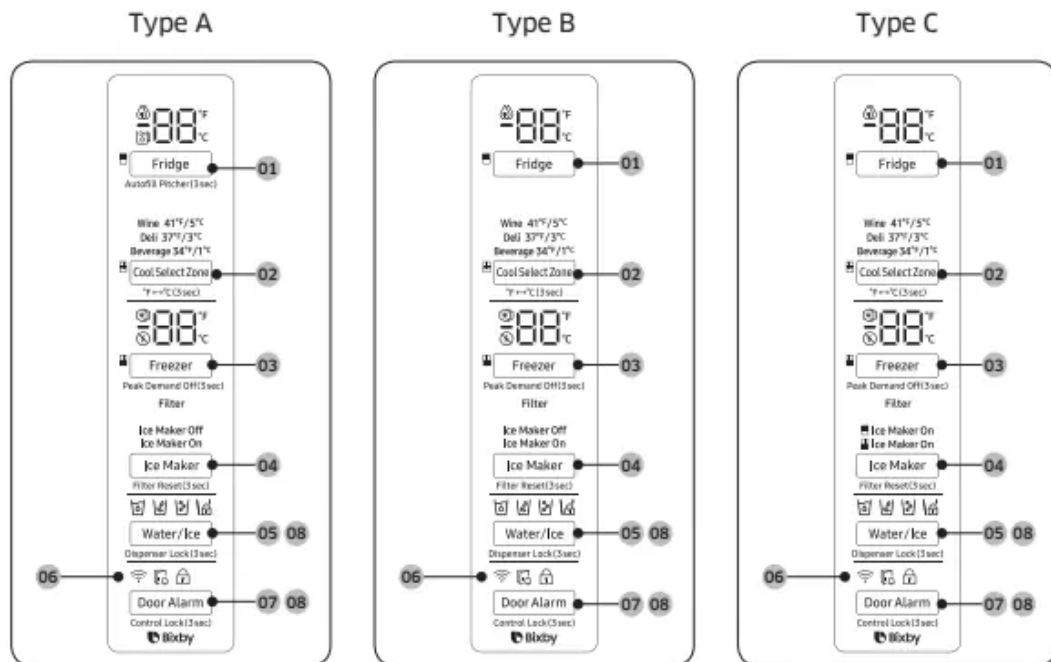 Type A
88 °F
°C
Fridge
01
Autofill Pitcher(3sec)
Wine 41°F/5°C
Deli 37°F/3°C
Beverage 34°F/1°C
Cool Select Zone
02
°F↔°C(3sec)
88 °F
°C
Freezer
03
Peak Demand Off(3sec)
Filter
Ice Maker Off
Ice Maker On
Ice Maker
04
Filter Reset(3sec)
Water/Ice
05 08
Dispenser Lock(3sec)
06
Door Alarm
07 08
Control Lock(3sec)
Bixby
Type B
88 °F
°C
Fridge
01
Wine 41°F/5°C
Deli 37°F/3°C
Beverage 34°F/1°C
Cool Select Zone
02
°F↔°C(3sec)
88 °F
°C
Freezer
03
Peak Demand Off(3sec)
Filter
Ice Maker Off
Ice Maker On
Ice Maker
04
Filter Reset(3sec)
Water/Ice
05 08
Dispenser Lock(3sec)
06
Door Alarm
07 08
Control Lock(3sec)
Bixby
Type C
88 °F
°C
Fridge
01
Wine 41°F/5°C
Deli 37°F/3°C
Beverage 34°F/1°C
Cool Select Zone
02
°F↔°C(3sec)
88 °F
°C
Freezer
03
Peak Demand Off(3sec)
Filter
Ice Maker On
Ice Maker On
Ice Maker
04
Filter Reset(3sec)
Water/Ice
05 08
Dispenser Lock(3sec)
06
Door Alarm
07 08
Control Lock(3sec)
Bixby